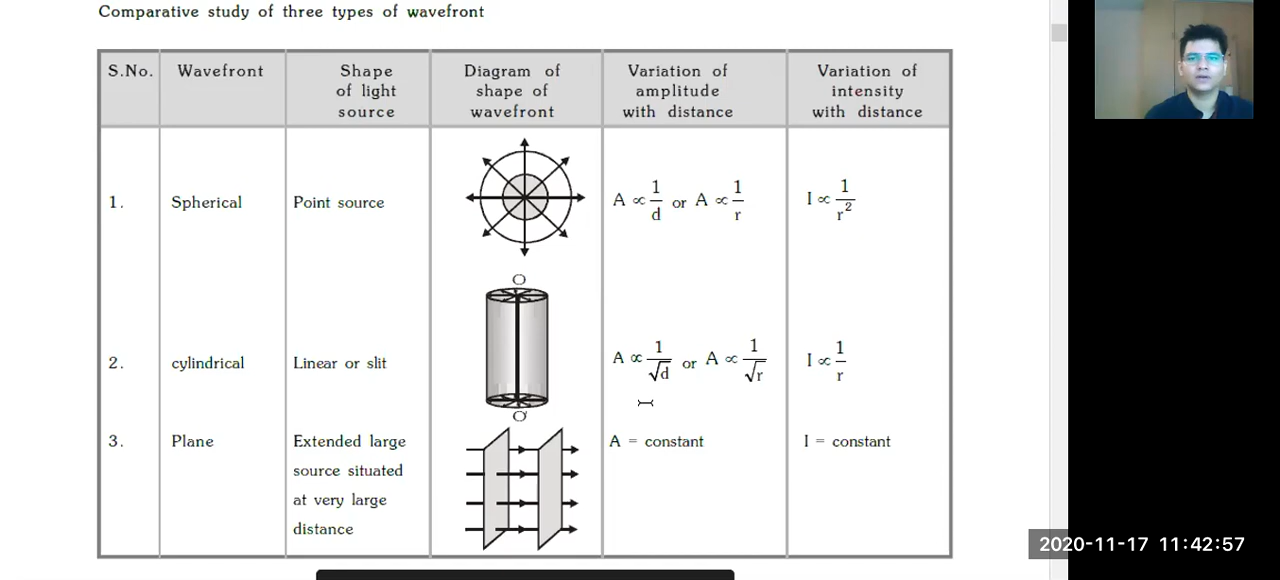 Comparative study of three types of wavefront
S.No. Wavefront Shape of light source Diagram of shape of wavefront Variation of amplitude with distance Variation of intensity with distance
1. Spherical Point source A ∝ 1/d or A ∝ 1/r I ∝ 1/r²
O
2. cylindrical Linear or slit A ∝ 1/√d or A ∝ 1/√r I ∝ 1/r
O'
3. Plane Extended large A = constant I = constant
source situated
at very large
distance
2020-11-17 11:42:57